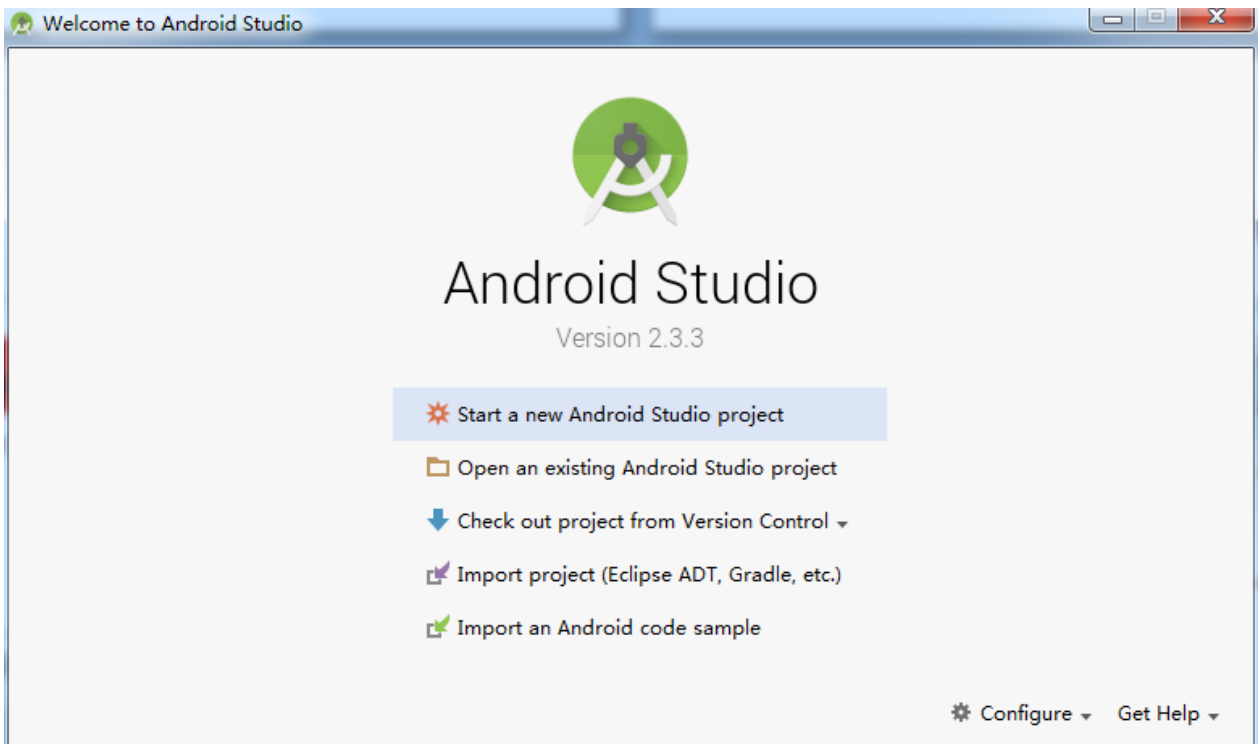 Welcome to Android Studio
Android Studio
Version 2.3.3
Start a new Android Studio project
Open an existing Android Studio project
Check out project from Version Control
Import project (Eclipse ADT, Gradle, etc.)
Import an Android code sample
Configure Get Help